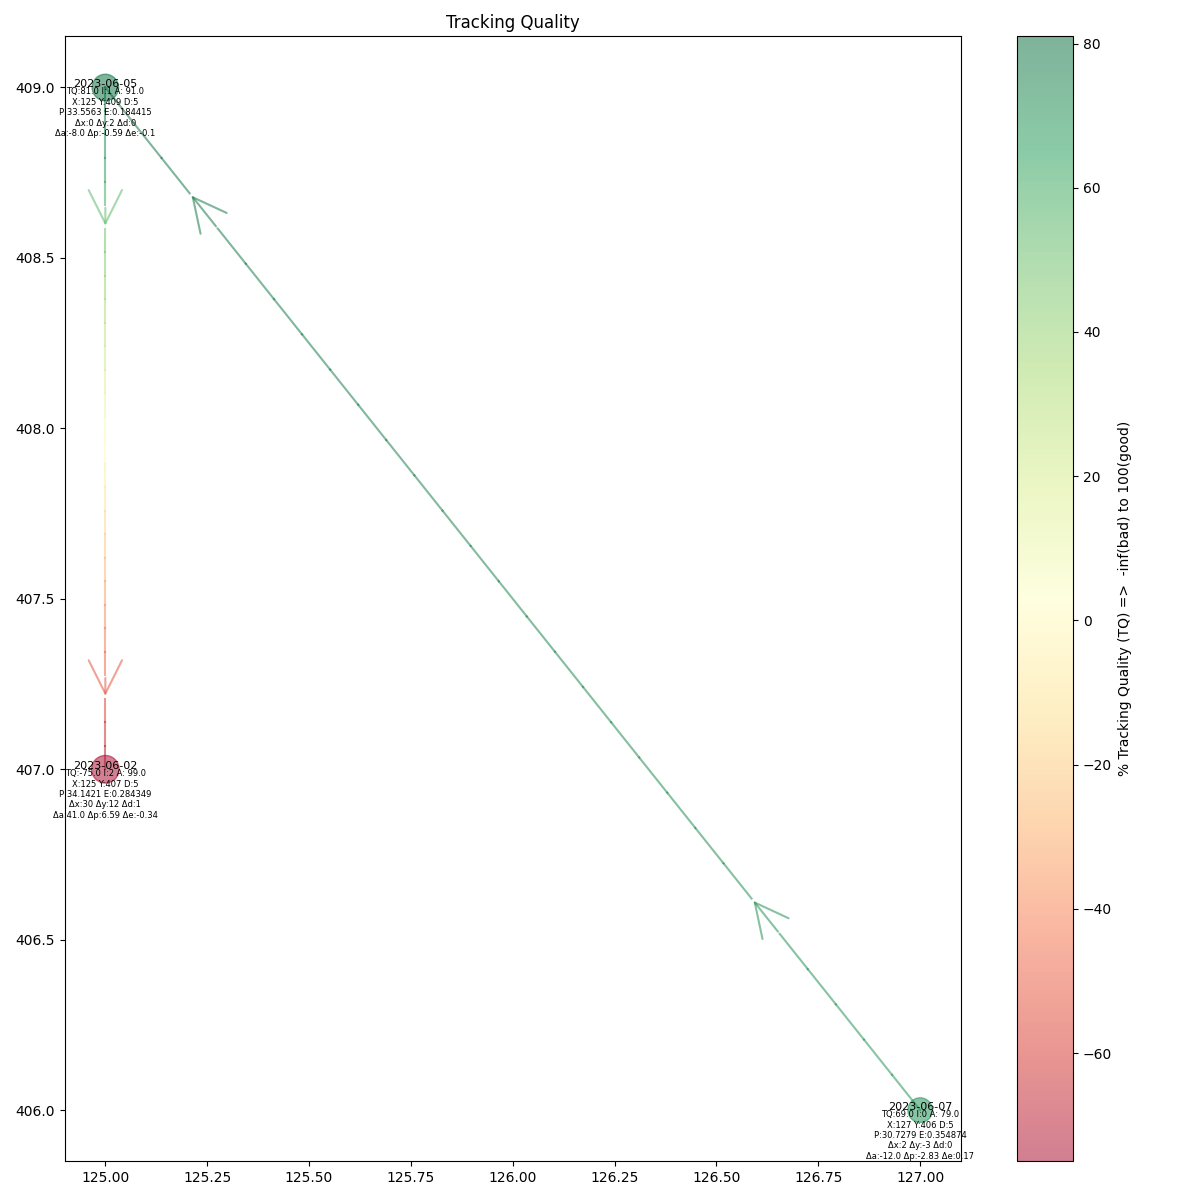 Tracking Quality
2023-06-05
TQ:81.0 I:1 A: 91.0
X:125 Y:409 D:5
P:33.5563 E:0.184415
Δx:0 Δy:2 Δd:0
Δa:-8.0 Δp:-0.59 Δe:-0.1
2023-06-02
TQ:-75.0 I:2 A: 99.0
X:125 Y:407 D:5
P:34.1421 E:0.284349
Δx:30 Δy:12 Δd:1
Δa:41.0 Δp:6.59 Δe:-0.34
2023-06-07
TQ:69.0 I:0 A: 79.0
X:127 Y:406 D:5
P:30.7279 E:0.354874
Δx:2 Δy:-3 Δd:0
Δa:-12.0 Δp:-2.83 Δe:0.17
409.0
408.5
408.0
407.5
407.0
406.5
406.0
125.00 125.25 125.50 125.75 126.00 126.25 126.50 126.75 127.00
80
60
40
20
0
−20
−40
−60
% Tracking Quality (TQ) => -inf(bad) to 100(good)